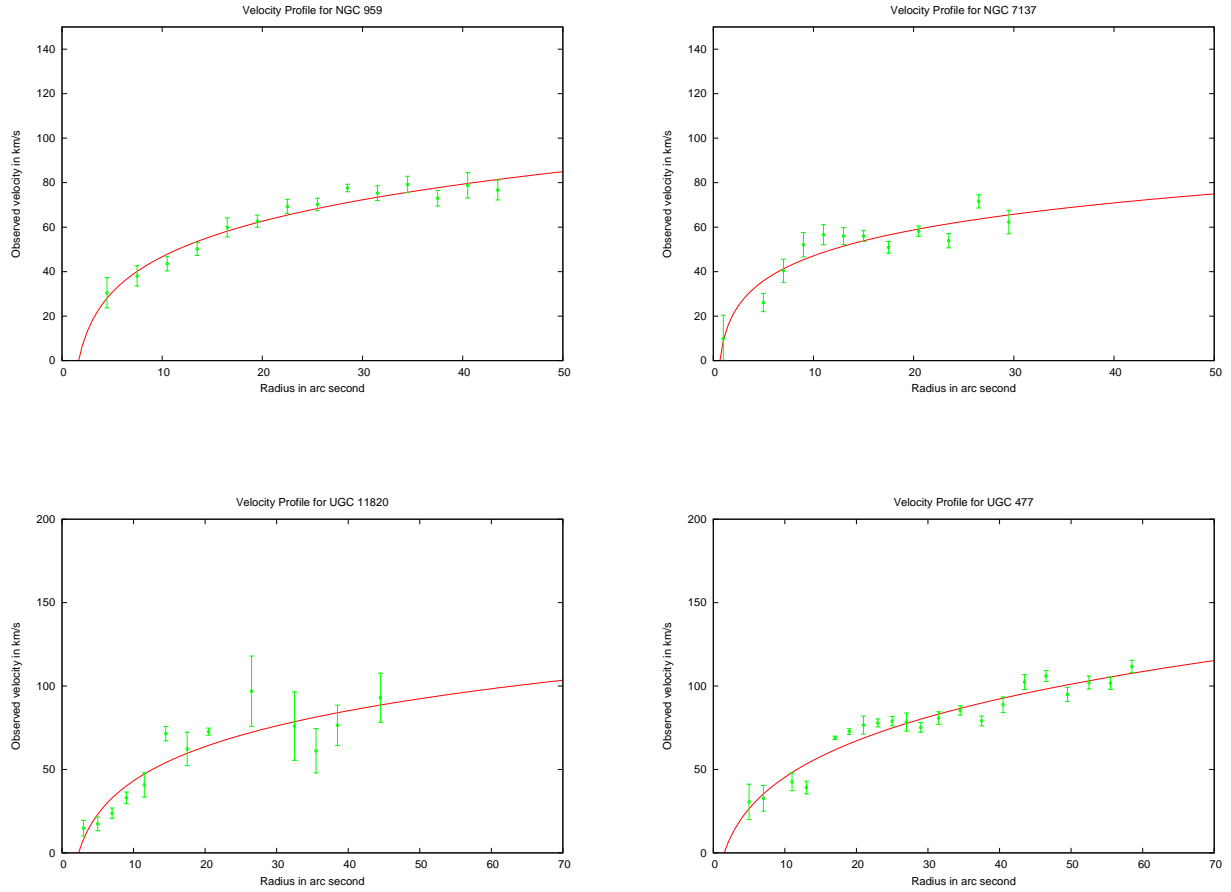 Velocity Profile for NGC 959
140
120
100
80
60
40
20
0
Observed velocity in km/s
0 10 20 30 40 50
Radius in arc second
Velocity Profile for NGC 7137
140
120
100
80
60
40
20
0
Observed velocity in km/s
0 10 20 30 40 50
Radius in arc second
Velocity Profile for UGC 11820
200
150
100
50
0
Observed velocity in km/s
0 10 20 30 40 50 60 70
Radius in arc second
Velocity Profile for UGC 477
200
150
100
50
0
Observed velocity in km/s
0 10 20 30 40 50 60 70
Radius in arc second